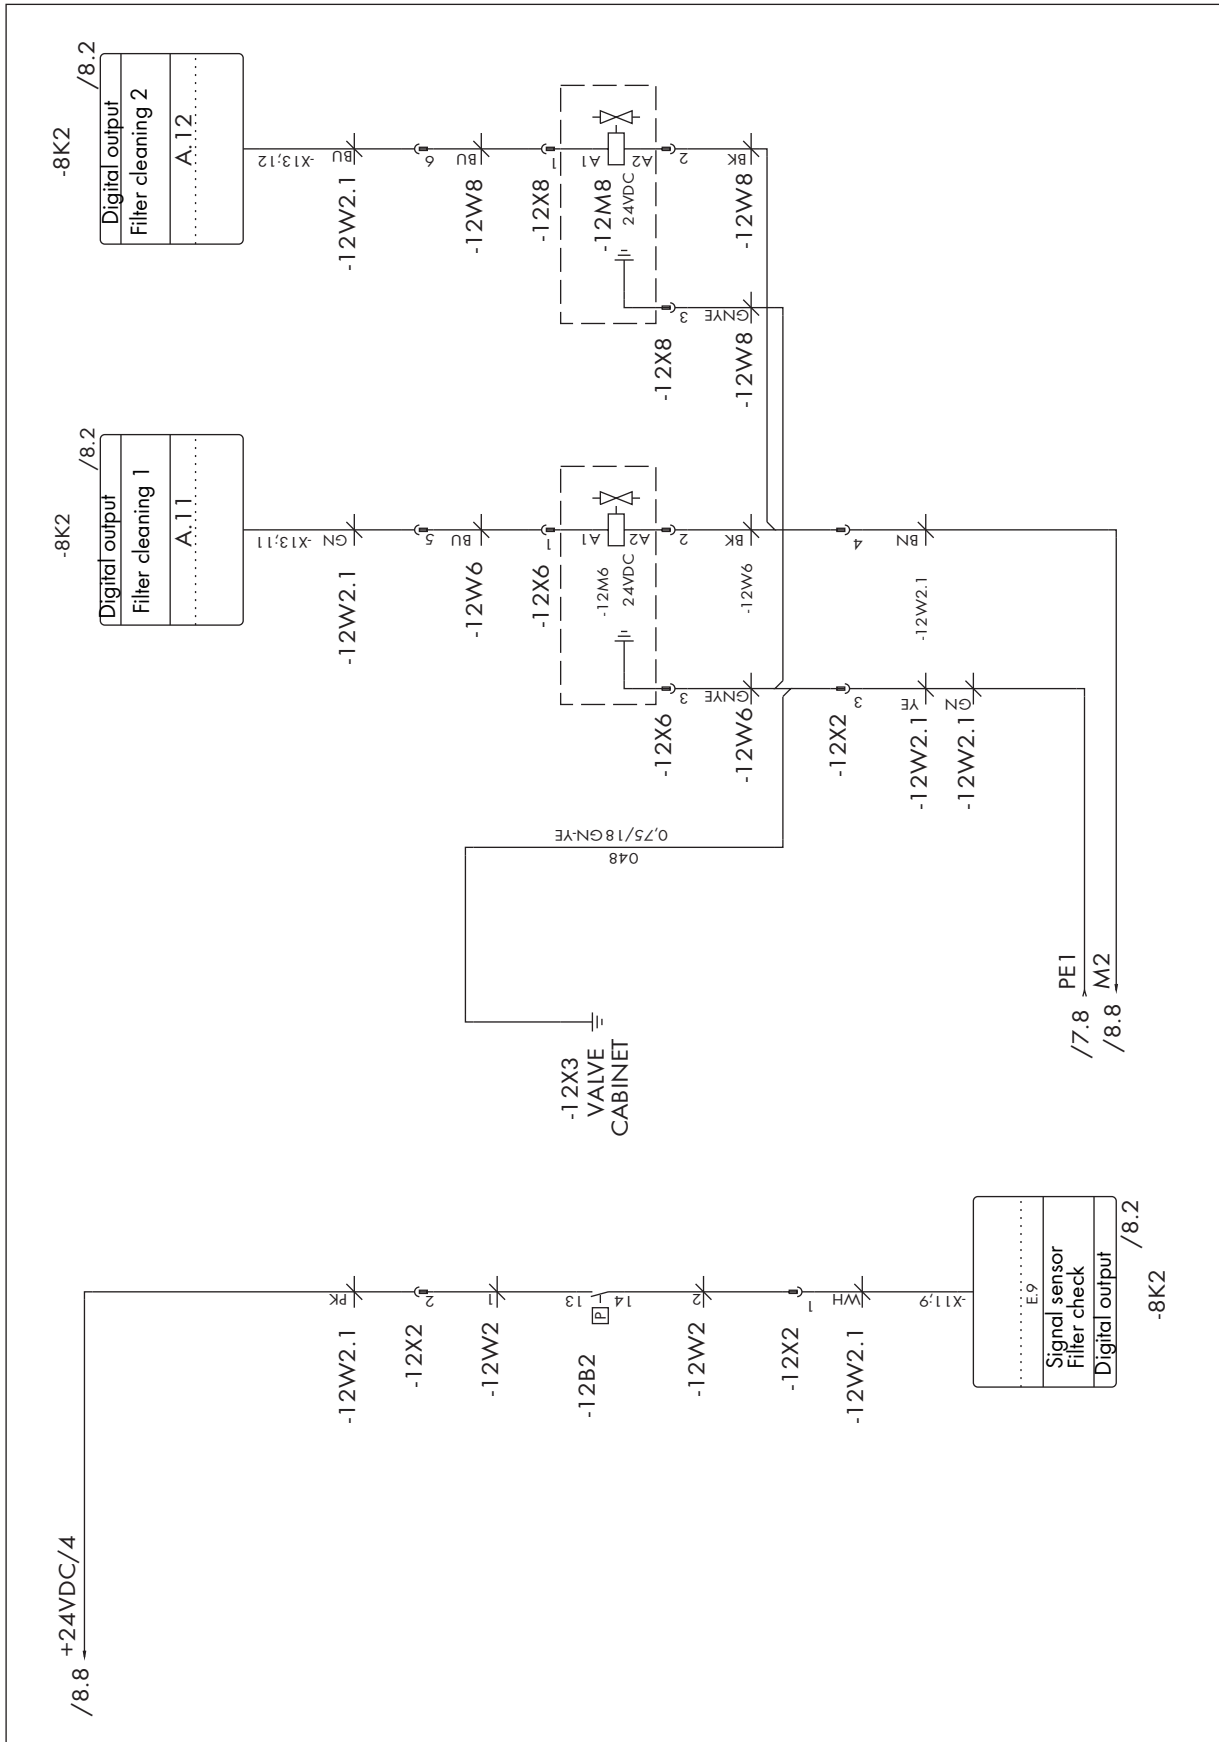 /8.8
+24VDC/4
-12W2.1
PK
-12X2
2
-12W2
1
-12B2
13
P
14
-12W2
2
-12X2
1
-12W2.1
WH
-X11;9
E.9
Signal sensor
Filter check
Digital output
/8.2
-8K2
-12X3
VALVE
CABINET
0,75/18GN-YE
048
/7.8
PE1
/8.8
M2
-8K2
/8.2
Digital output
Filter cleaning 1
A.11
-X13;11
GN
-12W2.1
5
BU
-12W6
1
-12X6
A1
A2
-12M6
24VDC
2
BK
-12W6
4
BN
-12W2.1
3
-12X6
GNYE
-12W6
3
-12X2
YE
-12W2.1
GN
-12W2.1
-8K2
/8.2
Digital output
Filter cleaning 2
A.12
-X13;12
BU
-12W2.1
6
BU
-12W8
1
-12X8
A1
A2
-12M8
24VDC
2
BK
-12W8
3
-12X8
GNYE
-12W8